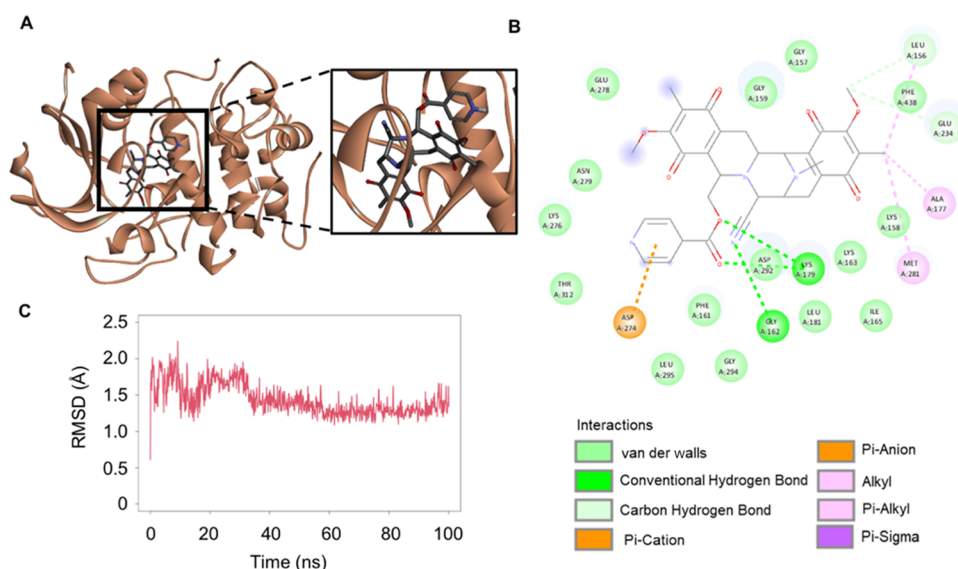 A
B
GLY
A:157
LEU
A:156
GLU
A:278
GLY
A:159
PHE
A:438
GLU
A:234
ASN
A:279
ALA
A:177
LYS
A:276
LYS
A:158
LYS
A:163
ASP
A:292
LYS
A:179
MET
A:281
THR
A:312
PHE
A:161
LEU
A:181
ILE
A:165
ASP
A:274
GLY
A:162
LEU
A:295
GLY
A:294
C
2.5
2.0
1.5
1.0
0.5
0
RMSD (Å)
0 20 40 60 80 100
Time (ns)
Interactions
van der walls
Conventional Hydrogen Bond
Carbon Hydrogen Bond
Pi-Cation
Pi-Anion
Alkyl
Pi-Alkyl
Pi-Sigma